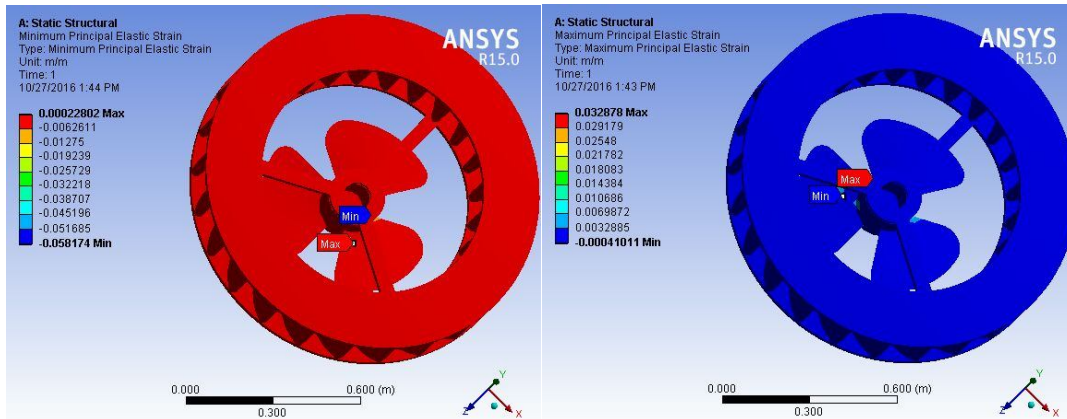 A: Static Structural
Minimum Principal Elastic Strain
Type: Minimum Principal Elastic Strain
Unit: m/m
Time: 1
10/27/2016 1:44 PM
0.00022802 Max
-0.0062611
-0.01275
-0.019239
-0.025729
-0.032218
-0.038707
-0.045196
-0.051685
-0.058174 Min
ANSYS
R15.0
Min
Max
0.000
0.600 (m)
0.300
Y
Z
X
A: Static Structural
Maximum Principal Elastic Strain
Type: Maximum Principal Elastic Strain
Unit: m/m
Time: 1
10/27/2016 1:43 PM
0.032878 Max
0.029179
0.02548
0.021782
0.018083
0.014384
0.010686
0.0069872
0.0032885
-0.00041011 Min
ANSYS
R15.0
Max
Min
0.000
0.600 (m)
0.300
Y
Z
X